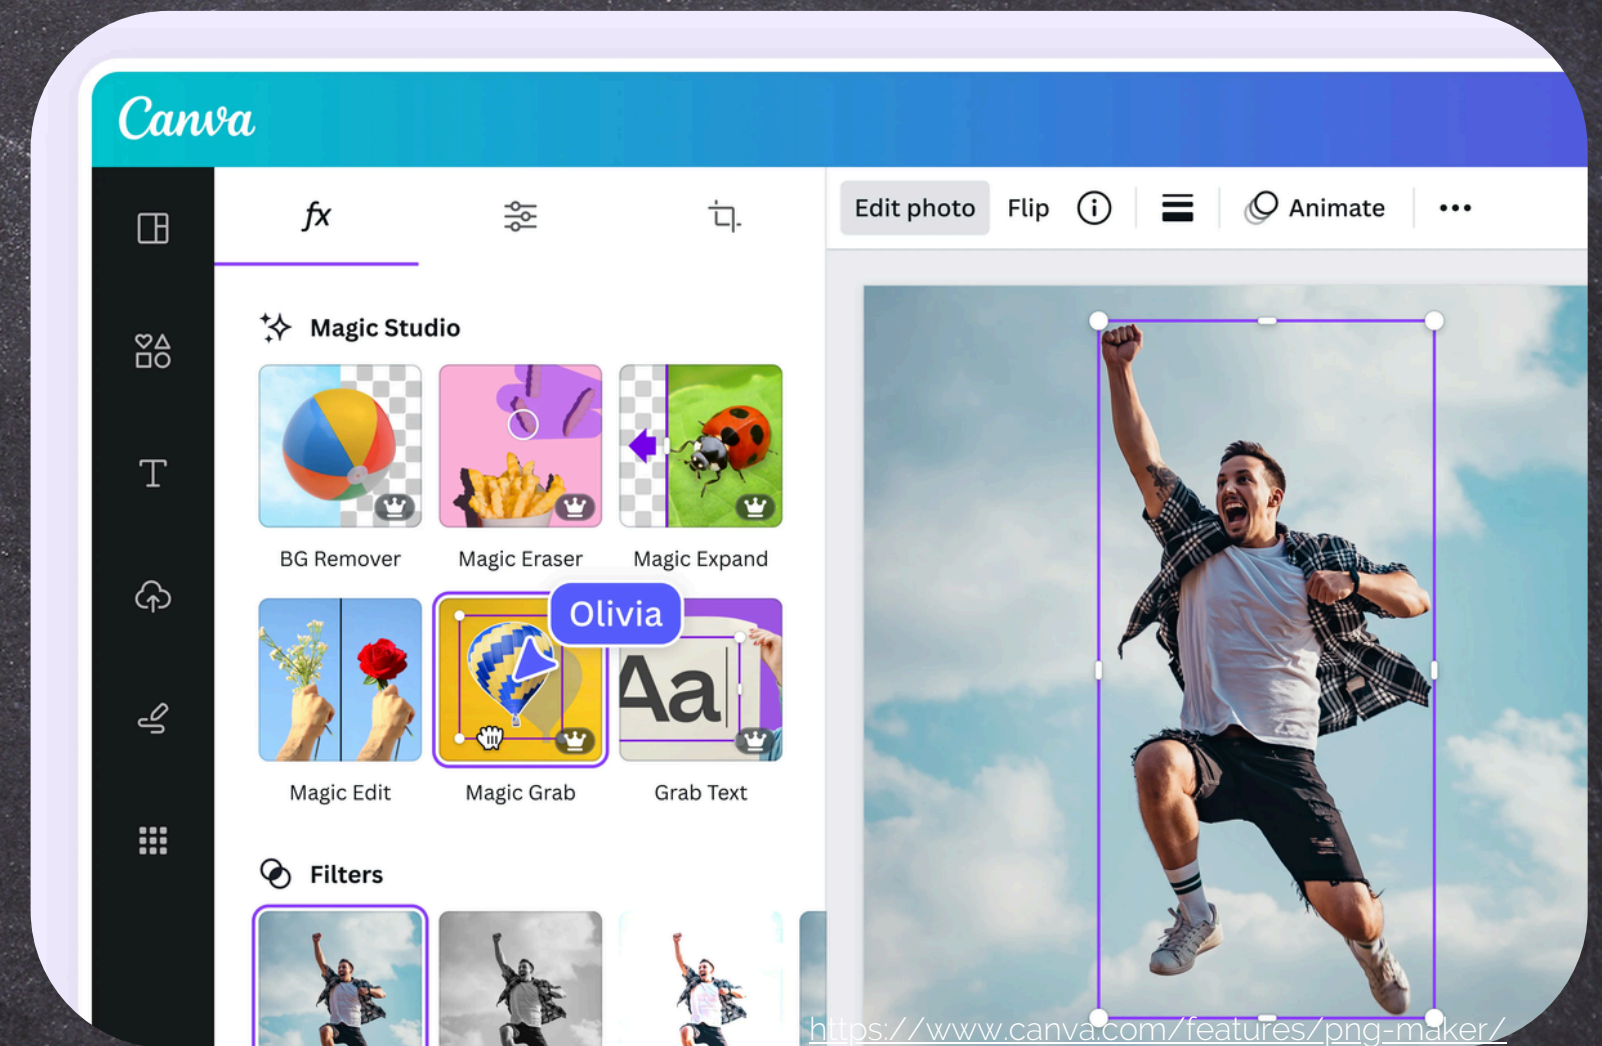 Canva
fx
Edit photo
Flip
Animate
Magic Studio
BG Remover
Magic Eraser
Magic Expand
Olivia
Aa
Magic Edit
Magic Grab
Grab Text
Filters
https://www.canva.com/features/png-maker/